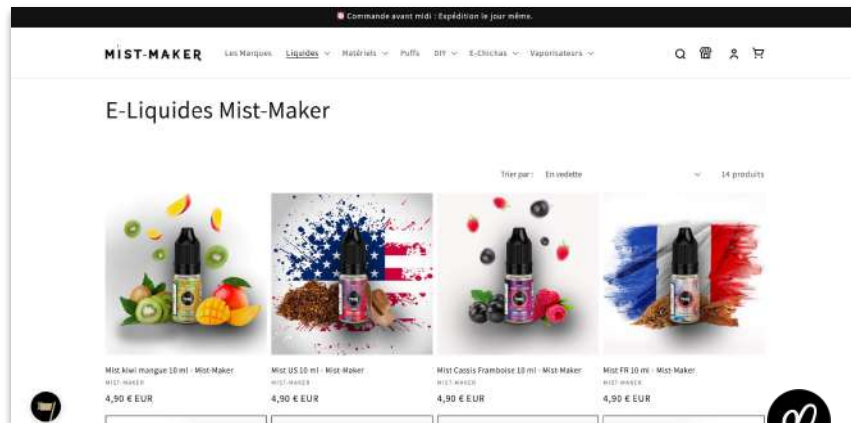 Commande avant midi : Expédition le jour même.
MIST-MAKER Les Marques Liquides Matériels Puffs DIY E-Chichas Vaporisateurs
E-Liquides Mist-Maker
Trier par : En vedette 14 produits
Mist kiwi mangue 10 ml - Mist-Maker
MIST-MAKER
4,90 € EUR
Mist US 10 ml - Mist-Maker
MIST-MAKER
4,90 € EUR
Mist Cassis Framboise 10 ml - Mist-Maker
MIST-MAKER
4,90 € EUR
Mist FR 10 ml - Mist-Maker
MIST-MAKER
4,90 € EUR